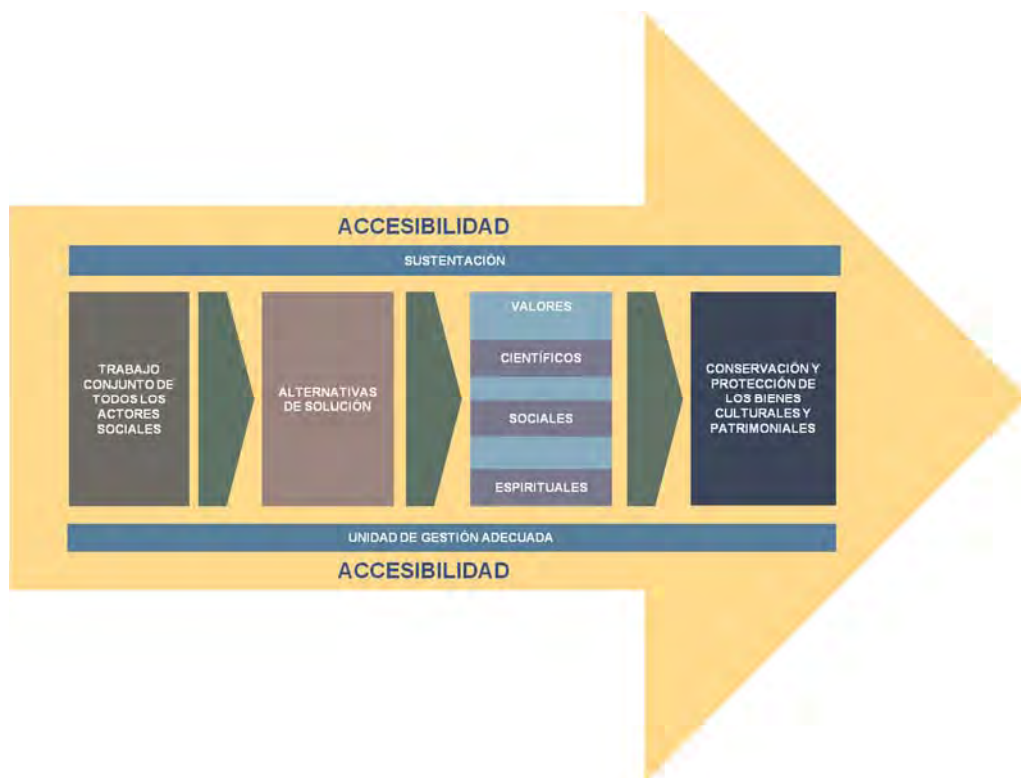 ACCESIBILIDAD
SUSTENTACIÓN
TRABAJO
CONJUNTO DE
TODOS LOS
ACTORES
SOCIALES
ALTERNATIVAS
DE SOLUCIÓN
VALORES
CIENTÍFICOS
SOCIALES
ESPIRITUALES
CONSERVACIÓN Y
PROTECCIÓN DE
LOS BIENES
CULTURALES Y
PATRIMONIALES
UNIDAD DE GESTIÓN ADECUADA
ACCESIBILIDAD